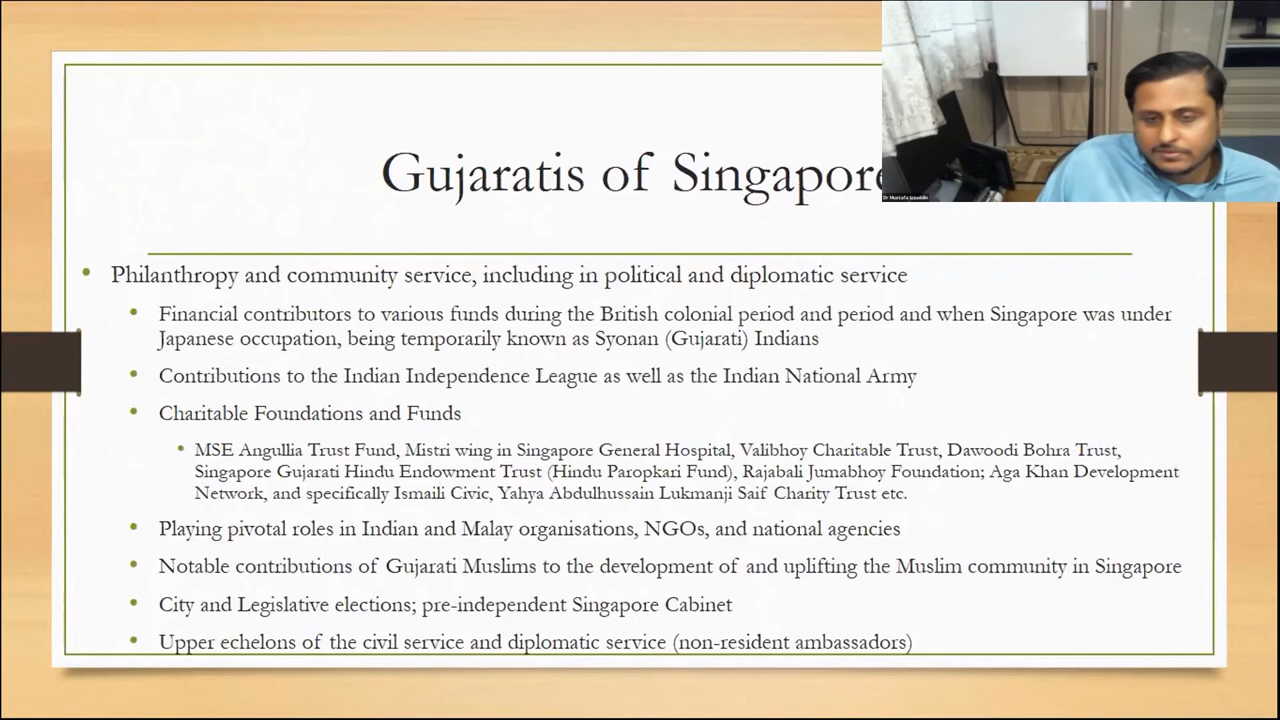 Gujaratis of Singapore
Dr Mustafa Izzuddin
Philanthropy and community service, including in political and diplomatic service
Financial contributors to various funds during the British colonial period and period and when Singapore was under
Japanese occupation, being temporarily known as Syonan (Gujarati) Indians
Contributions to the Indian Independence League as well as the Indian National Army
Charitable Foundations and Funds
MSE Angullia Trust Fund, Mistri wing in Singapore General Hospital, Valibhoy Charitable Trust, Dawoodi Bohra Trust,
Singapore Gujarati Hindu Endowment Trust (Hindu Paropkari Fund), Rajabali Jumabhoy Foundation; Aga Khan Development
Network, and specifically Ismaili Civic, Yahya Abdulhussain Lukmanji Saif Charity Trust etc.
Playing pivotal roles in Indian and Malay organisations, NGOs, and national agencies
Notable contributions of Gujarati Muslims to the development of and uplifting the Muslim community in Singapore
City and Legislative elections; pre-independent Singapore Cabinet
Upper echelons of the civil service and diplomatic service (non-resident ambassadors)